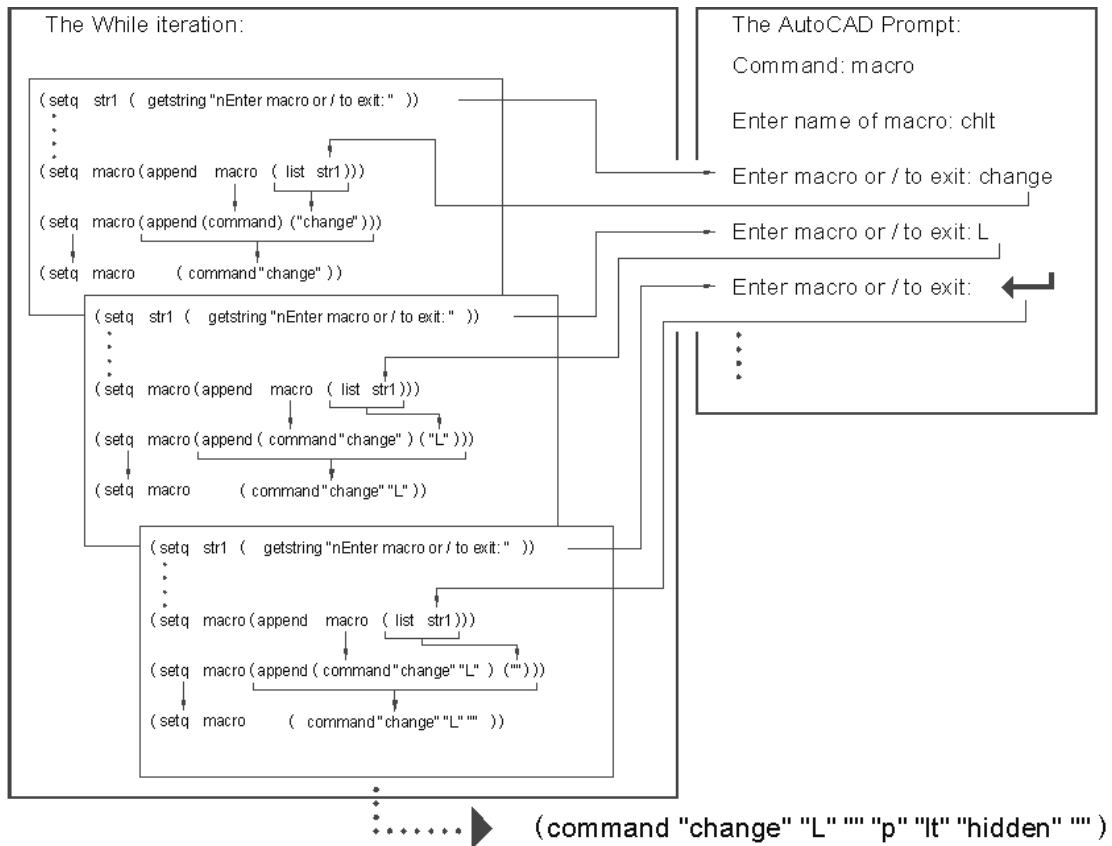 The While iteration:
(setq str1 ( getstring "nEnter macro or / to exit: " ))
(setq macro (append macro ( list str1)))
(setq macro (append (command) ("change")))
(setq macro ( command "change" ))
(setq str1 ( getstring "nEnter macro or / to exit: " ))
(setq macro (append macro ( list str1)))
(setq macro (append ( command "change" ) ("L")))
(setq macro ( command "change" "L" ))
(setq str1 ( getstring "nEnter macro or / to exit: " ))
(setq macro (append macro ( list str1)))
(setq macro (append ( command "change" "L" ) ("")))
(setq macro ( command "change" "L" "" ))
The AutoCAD Prompt:
Command: macro
Enter name of macro: chlt
Enter macro or / to exit: change
Enter macro or / to exit: L
Enter macro or / to exit:
(command "change" "L" "" "p" "lt" "hidden" "" )